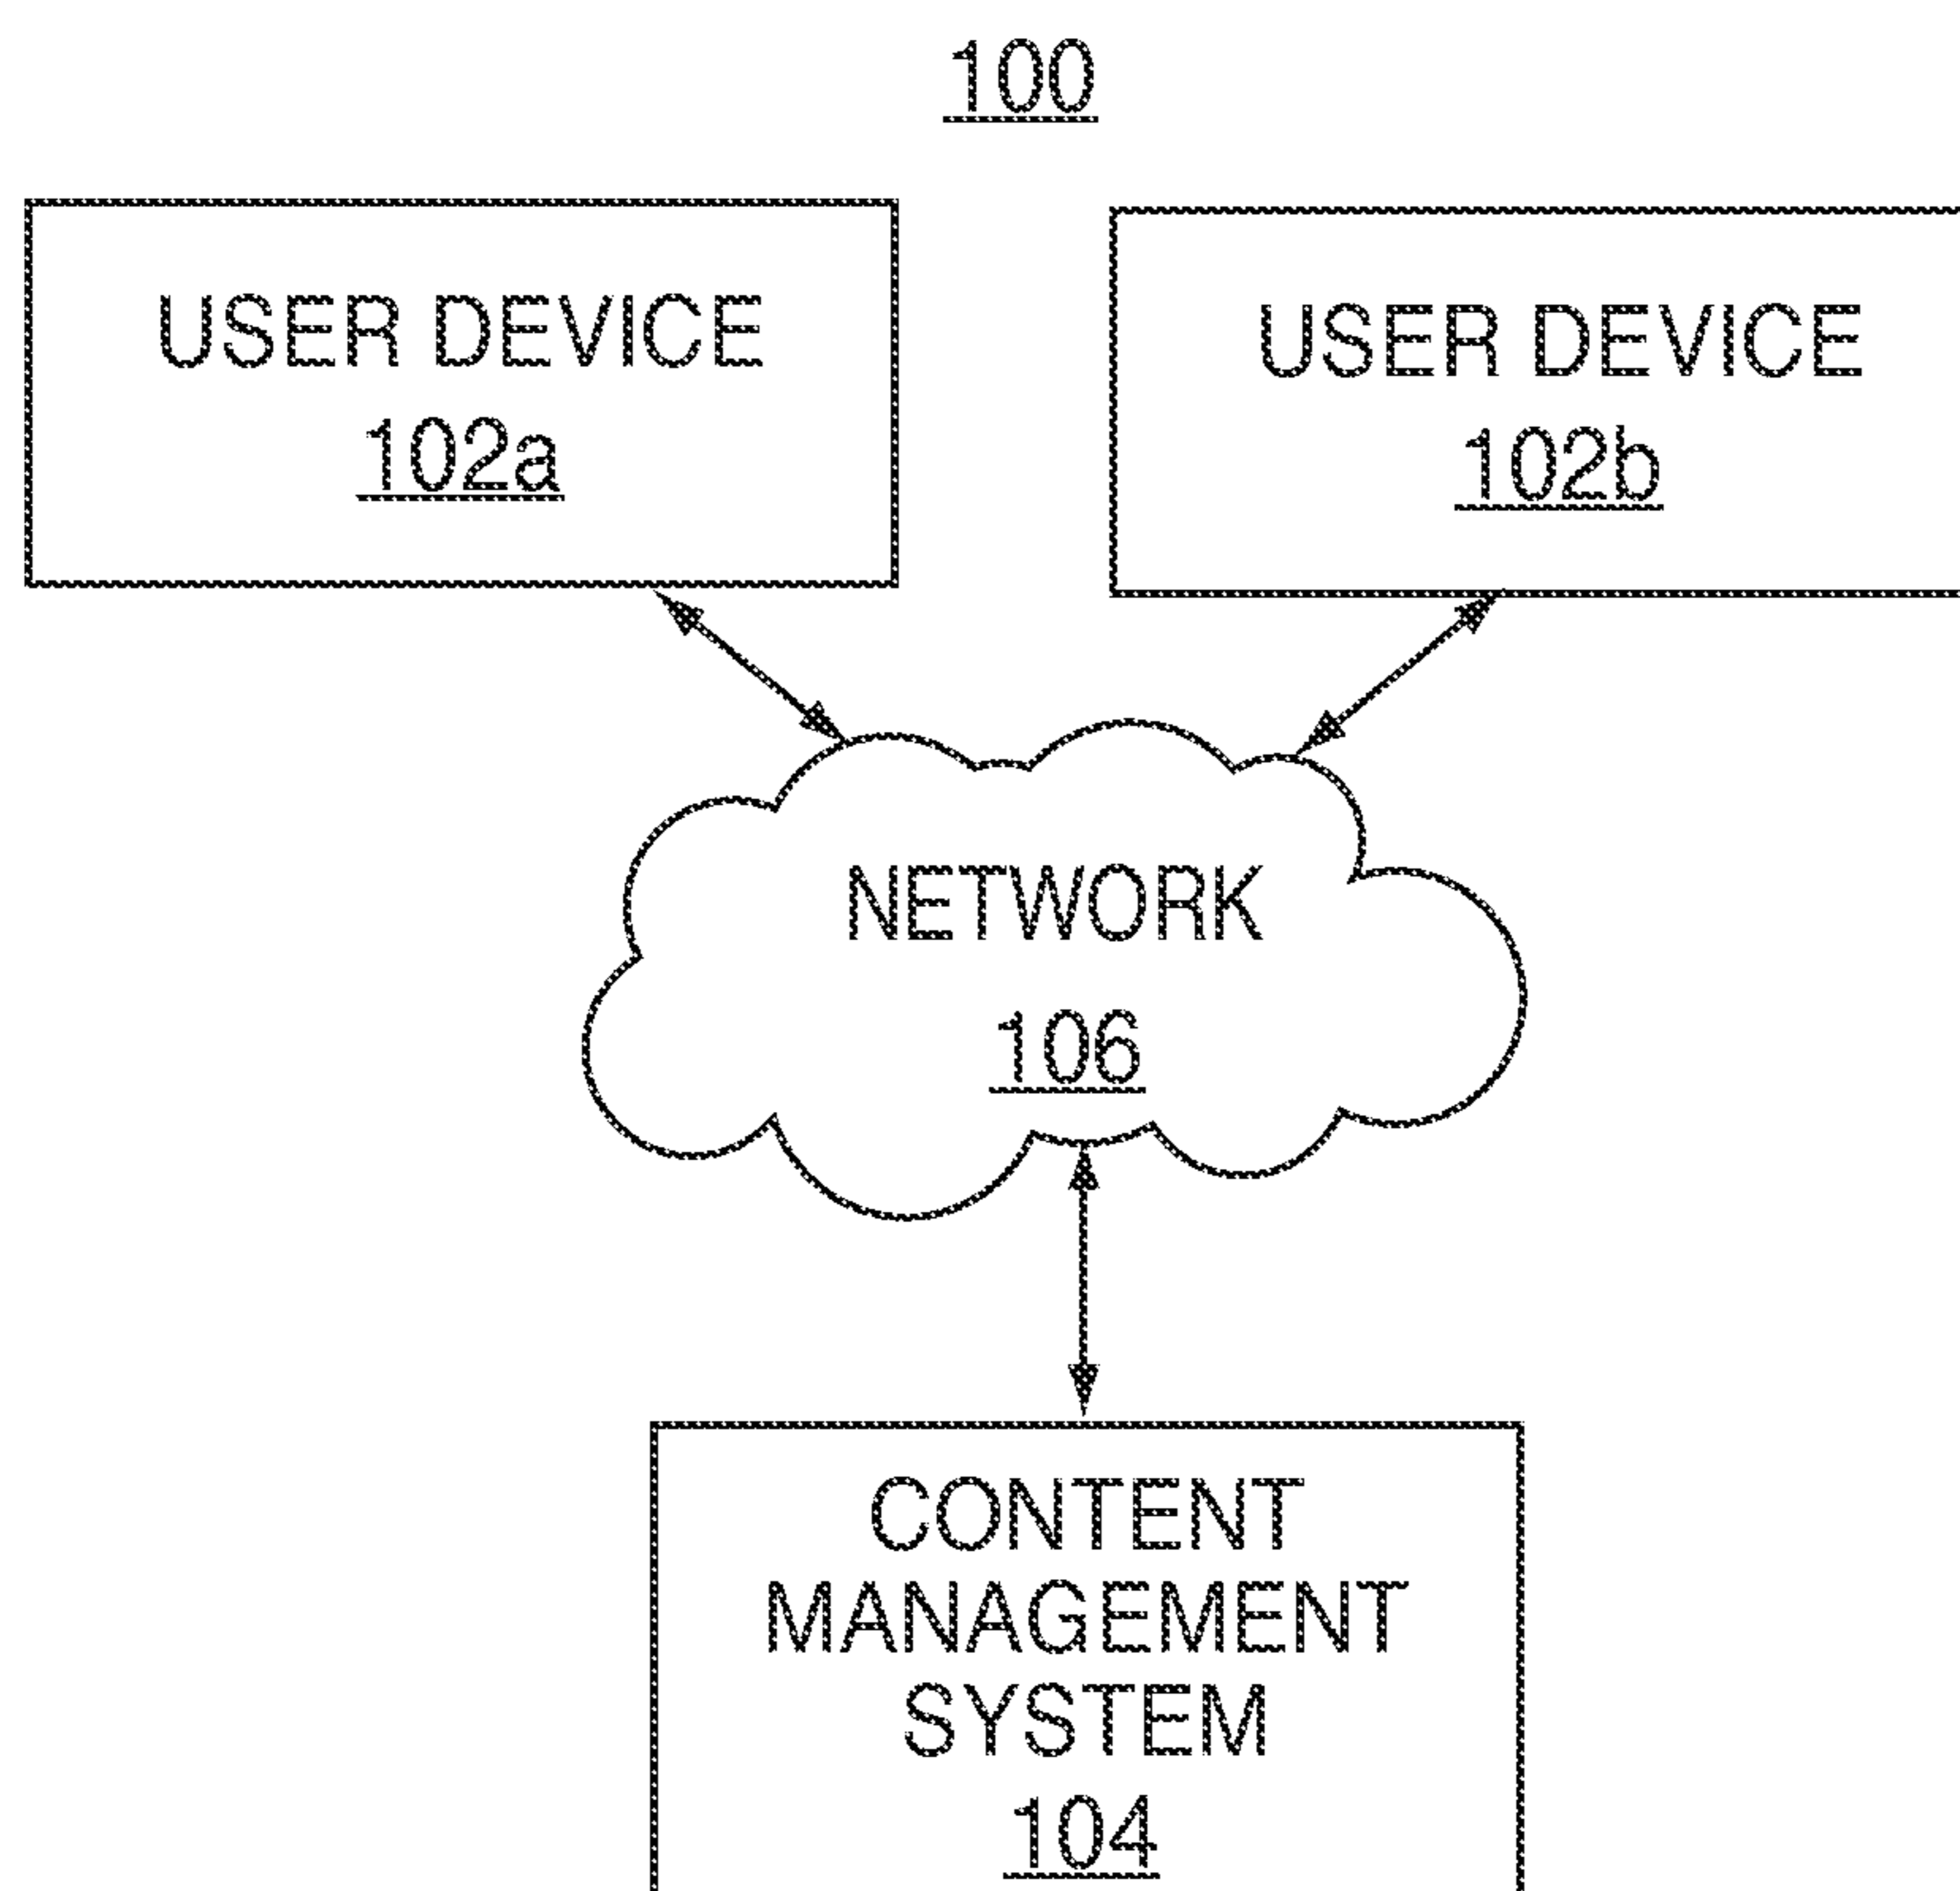 100
USER DEVICE
102a
USER DEVICE
102b
NETWORK
106
CONTENT
MANAGEMENT
SYSTEM
104